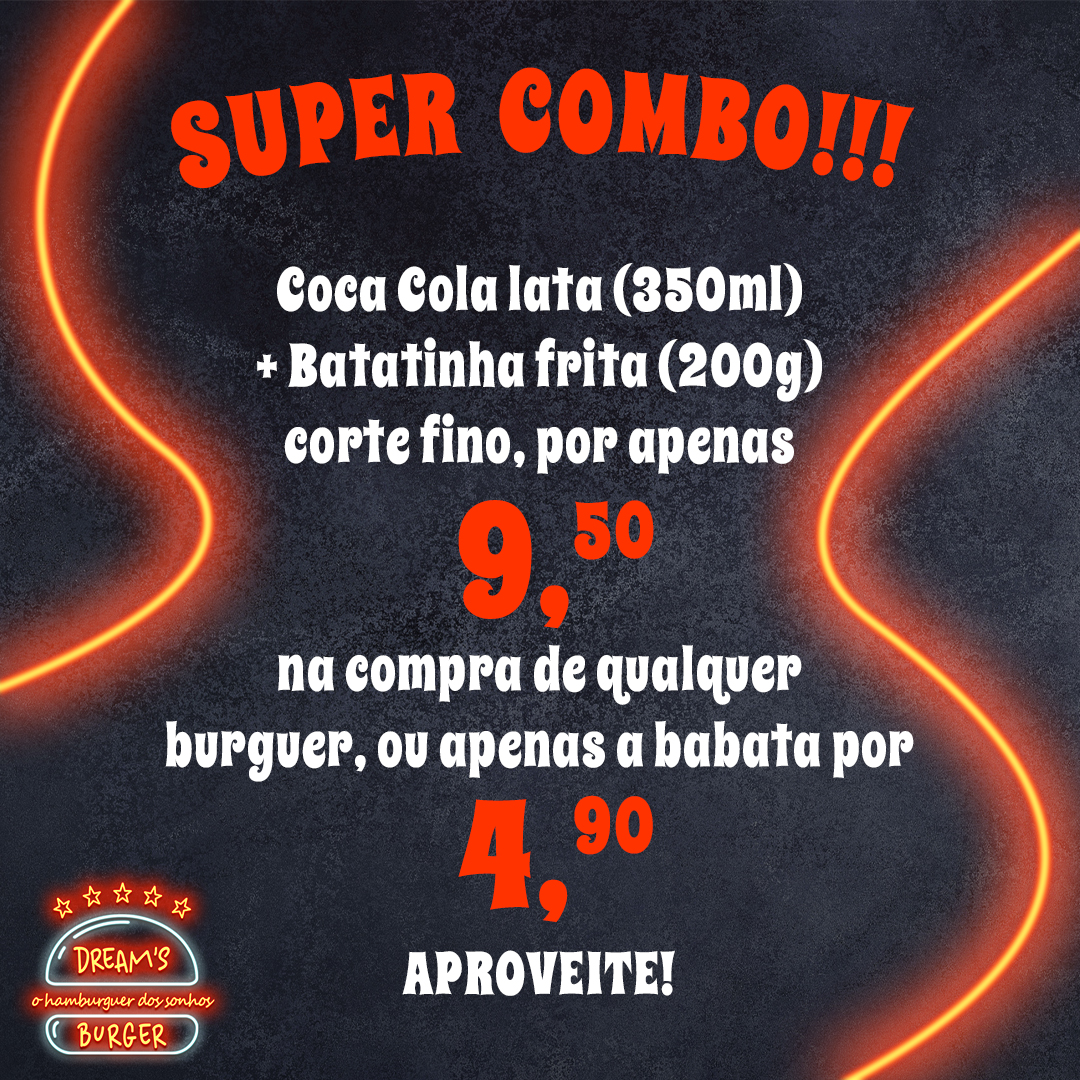 SUPER COMBO!!!
Coca Cola lata (350ml)
+ Batatinha frita (200g)
corte fino, por apenas
9,50
na compra de qualquer
burguer, ou apenas a babata por
4,90
APROVEITE!
DREAM'S
o hamburguer dos sonhos
BURGER